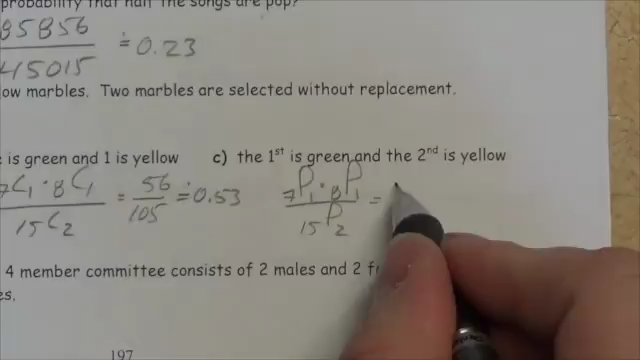 probability that half the songs are pop?
85856
45015
≐ 0.23
ow marbles. Two marbles are selected without replacement.
e is green and 1 is yellow
c) the 1st is green and the 2nd is yellow
7C1 · 8C1
15C2
= 56
105
≐ 0.53
7P1 · 8P1
15P2
=
4 member committee consists of 2 males and 2 f
es.
197